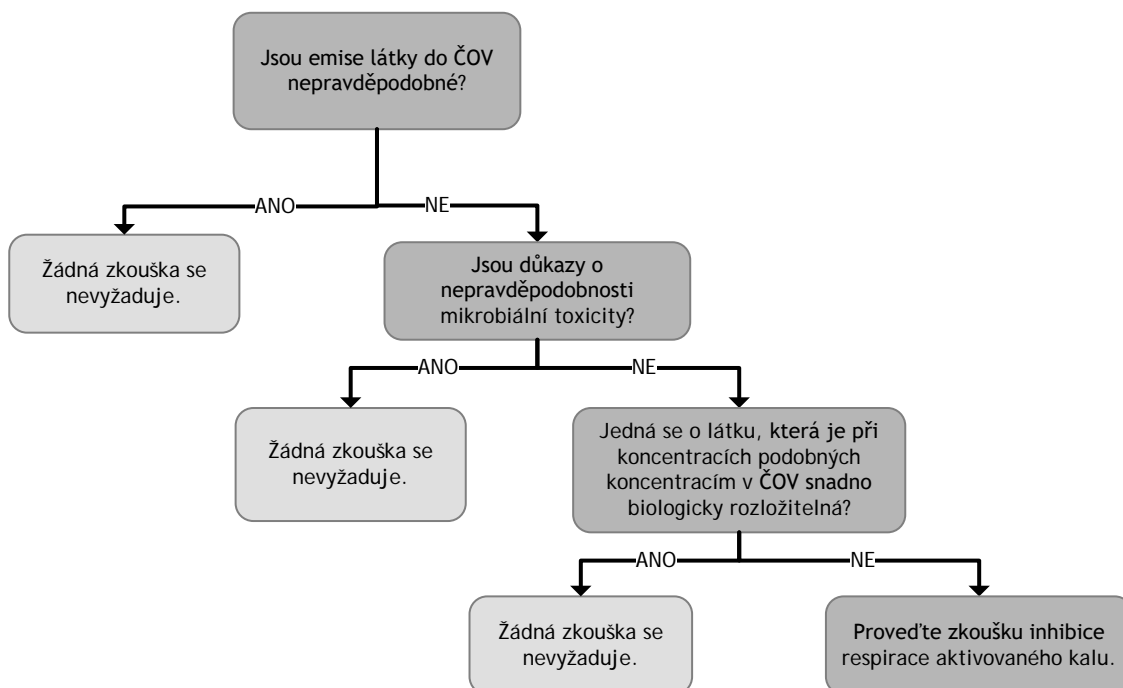 Jsou emise látky do ČOV
nepravděpodobné?
ANO
NE
Žádná zkouška se
nevyžaduje.
Jsou důkazy o
nepravděpodobnosti
mikrobiální toxicity?
ANO
NE
Žádná zkouška se
nevyžaduje.
Jedná se o látku, která je při
koncentracích podobných
koncentracím v ČOV snadno
biologicky rozložitelná?
ANO
NE
Žádná zkouška se
nevyžaduje.
Proveďte zkoušku inhibice
respirace aktivovaného kalu.